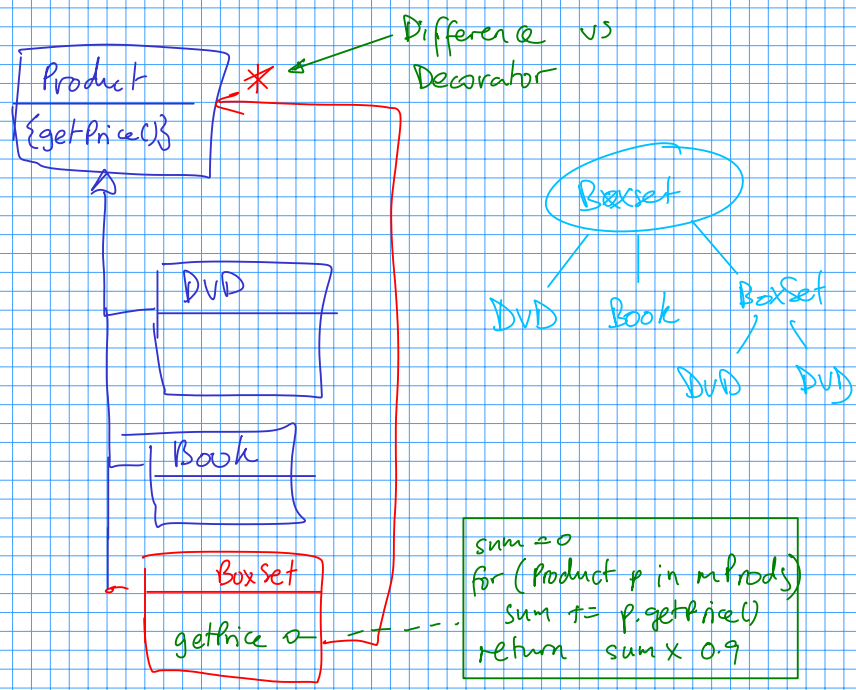 Difference vs
Decorator
Product
*
{getPrice()}
Boxset
DVD
Book
BoxSet
DVD
DVD
DVD
Book
BoxSet
getPrice
sum = 0
for (Product p in mProds)
sum += p.getPrice()
return sum x 0.9